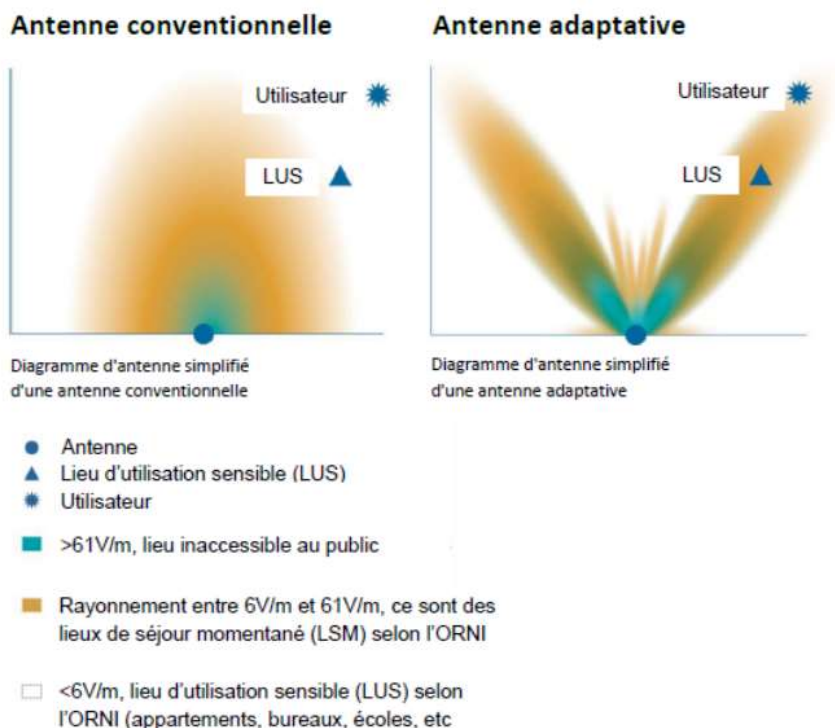 Antenne conventionnelle
Antenne adaptative
Utilisateur
LUS
Utilisateur
LUS
Diagramme d'antenne simplifié
d'une antenne conventionnelle
Diagramme d'antenne simplifié
d'une antenne adaptative
Antenne
Lieu d'utilisation sensible (LUS)
Utilisateur
>61V/m, lieu inaccessible au public
Rayonnement entre 6V/m et 61V/m, ce sont des
lieux de séjour momentané (LSM) selon l'ORNI
<6V/m, lieu d'utilisation sensible (LUS) selon
l'ORNI (appartements, bureaux, écoles, etc